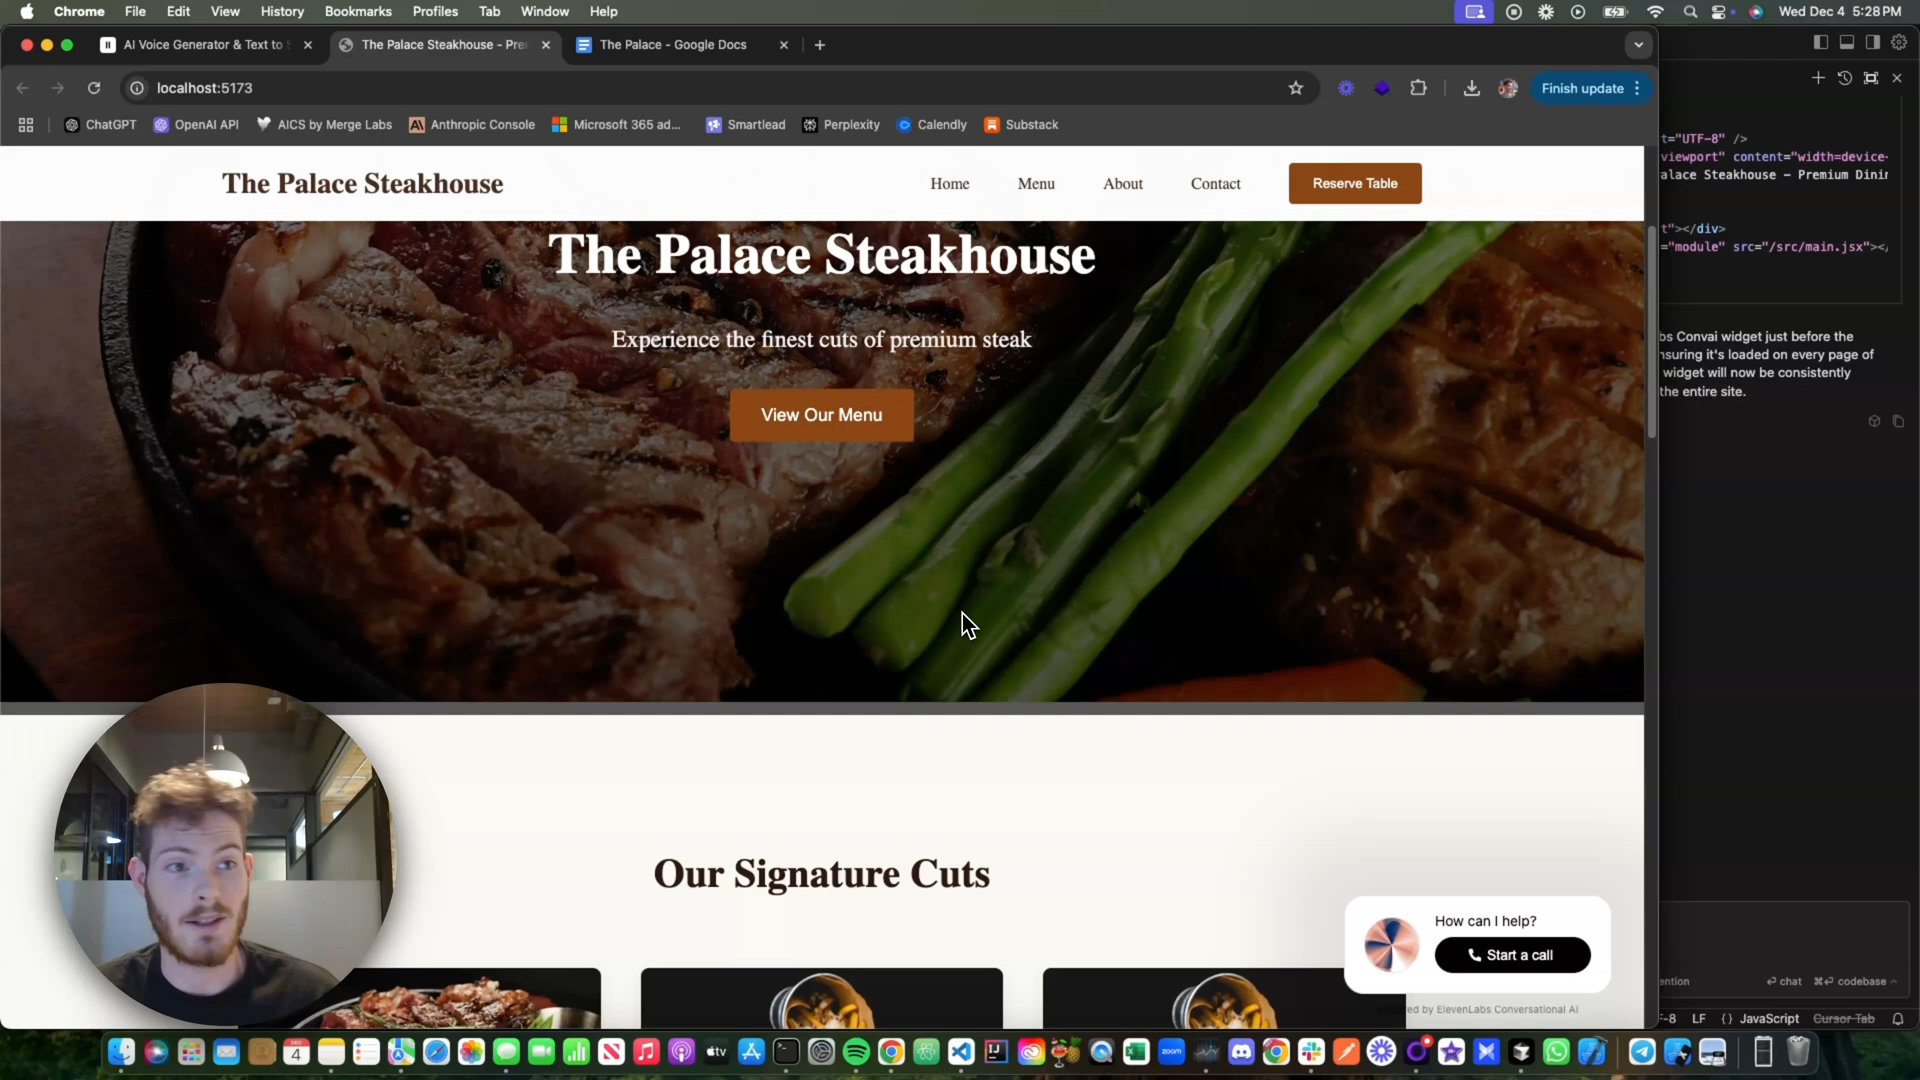 Chrome File Edit View History Bookmarks Profiles Tab Window Help
Wed Dec 4 5:28 PM
AI Voice Generator & Text to
The Palace Steakhouse - Pre
The Palace - Google Docs
localhost:5173
Finish update
ChatGPT
OpenAI API
AICS by Merge Labs
Anthropic Console
Microsoft 365 ad...
Smartlead
Perplexity
Calendly
Substack
The Palace Steakhouse
Home
Menu
About
Contact
Reserve Table
The Palace Steakhouse
Experience the finest cuts of premium steak
View Our Menu
Our Signature Cuts
How can I help?
Start a call
by ElevenLabs Conversational AI
t="UTF-8" />
viewport" content="width=device-
alace Steakhouse – Premium Dinin
t"></div>
="module" src="/src/main.jsx"></
bs Convai widget just before the
nsuring it's loaded on every page of
widget will now be consistently
the entire site.
ention
chat
codebase
F-8 LF {} JavaScript Cursor Tab
DEC
4
tv
zoom